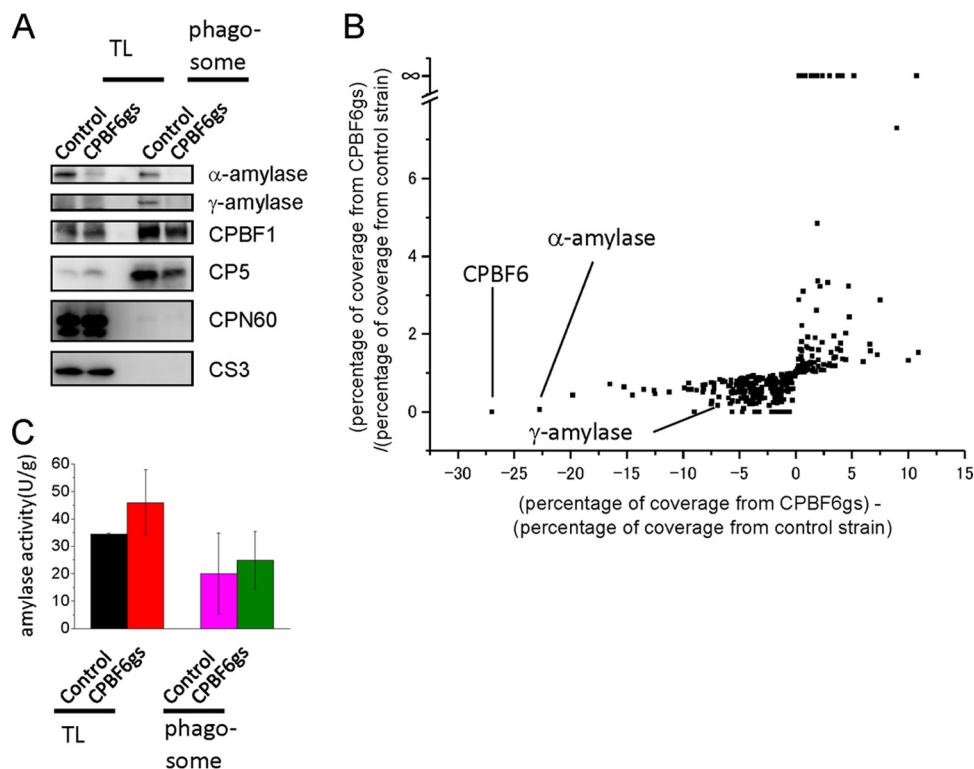 A
TL
phago-
some
Control
CPBF6gs
Control
CPBF6gs
α-amylase
γ-amylase
CPBF1
CP5
CPN60
CS3
B
(percentage of coverage from CPBF6gs)
/(percentage of coverage from control strain)
∞
6
4
2
0
CPBF6
α-amylase
γ-amylase
-30 -25 -20 -15 -10 -5 0 5 10 15
(percentage of coverage from CPBF6gs) -
(percentage of coverage from control strain)
C
amylase activity(U/g)
60
50
40
30
20
10
0
Control
CPBF6gs
Control
CPBF6gs
TL
phago-
some